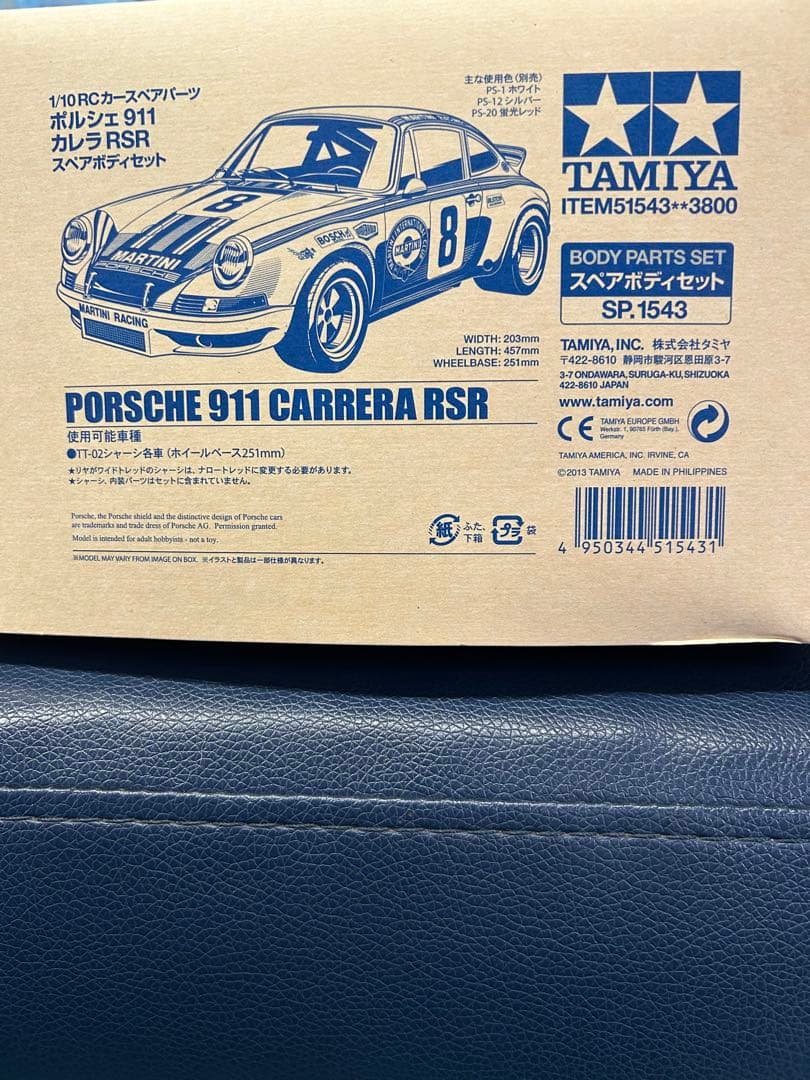 1/10 RCカースペアパーツ
ポルシェ 911
カレラ RSR
スペアボディセット
主な使用色(別売)
PS-1 ホワイト
PS-12 シルバー
PS-20 蛍光レッド
8
8
BOSCH
MARTINI INTERNATIONAL CLUB
MARTINI
MARTINI
PORSCHE
MARTINI RACING
WIDTH: 203mm
LENGTH: 457mm
WHEELBASE: 251mm
PORSCHE 911 CARRERA RSR
使用可能車種
●TT-02シャーシ各車 (ホイールベース251mm)
★リヤがワイドトレッドのシャーシは、ナロートレッドに変更する必要があります。
★シャーシ、内装パーツはセットに含まれていません。
Porsche, the Porsche shield and the distinctive design of Porsche cars
are trademarks and trade dress of Porsche AG. Permission granted.
Model is intended for adult hobbyists - not a toy.
※MODEL MAY VARY FROM IMAGE ON BOX. ※イラストと製品は一部仕様が異なります。
紙
ふた、
下箱
プラ
袋
TAMIYA
ITEM51543**3800
BODY PARTS SET
スペアボディセット
SP.1543
TAMIYA, INC. 株式会社タミヤ
〒422-8610 静岡市駿河区恩田原3-7
3-7 ONDAWARA, SURUGA-KU, SHIZUOKA
422-8610 JAPAN
www.tamiya.com
CE
TAMIYA EUROPE GMBH
Werkstr. 1, 90765 Fürth (Bay.),
Germany
TAMIYA AMERICA, INC. IRVINE, CA
©2013 TAMIYA MADE IN PHILIPPINES
4 950344 515431